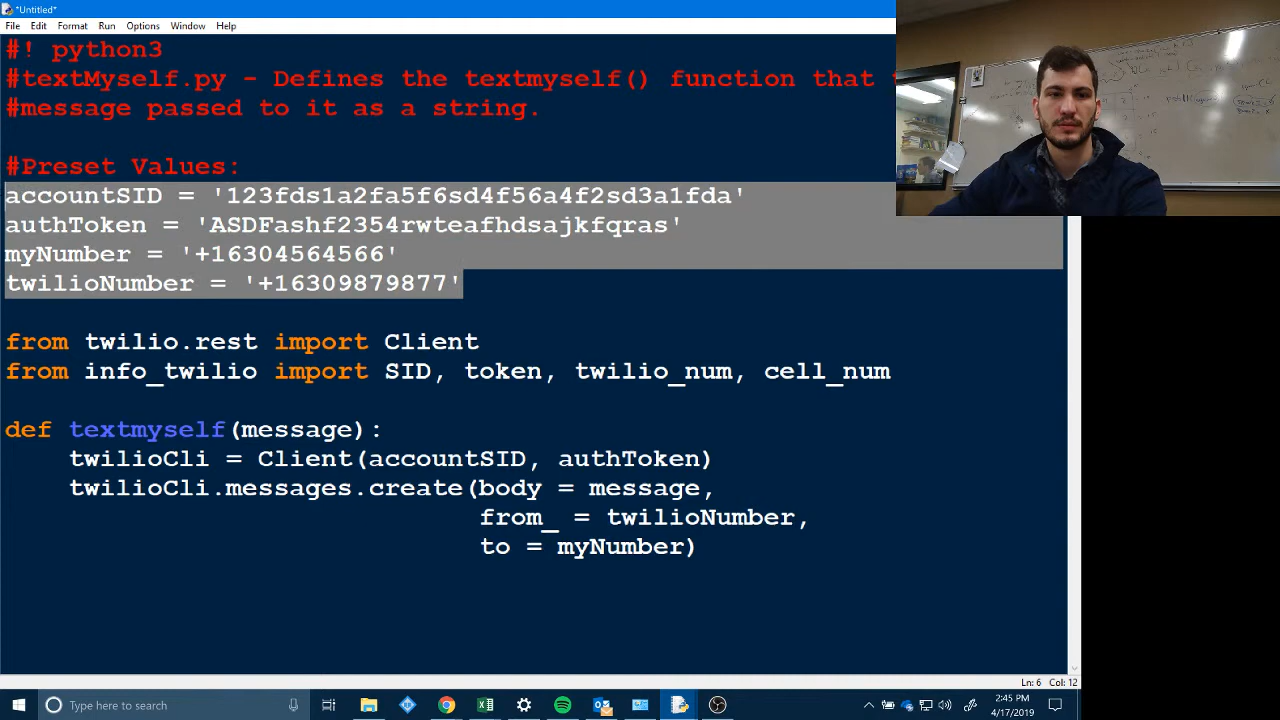 *Untitled*
File Edit Format Run Options Window Help
#! python3
#textMyself.py - Defines the textmyself() function that
#message passed to it as a string.
#Preset Values:
accountSID = '123fds1a2fa5f6sd4f56a4f2sd3a1fda'
authToken = 'ASDFashf2354rwteafhdsajkfqras'
myNumber = '+16304564566'
twilioNumber = '+16309879877'
from twilio.rest import Client
from info_twilio import SID, token, twilio_num, cell_num
def textmyself(message):
twilioCli = Client(accountSID, authToken)
twilioCli.messages.create(body = message,
from_ = twilioNumber,
to = myNumber)
Ln: 6 Col: 12
Type here to search
2:45 PM
4/17/2019